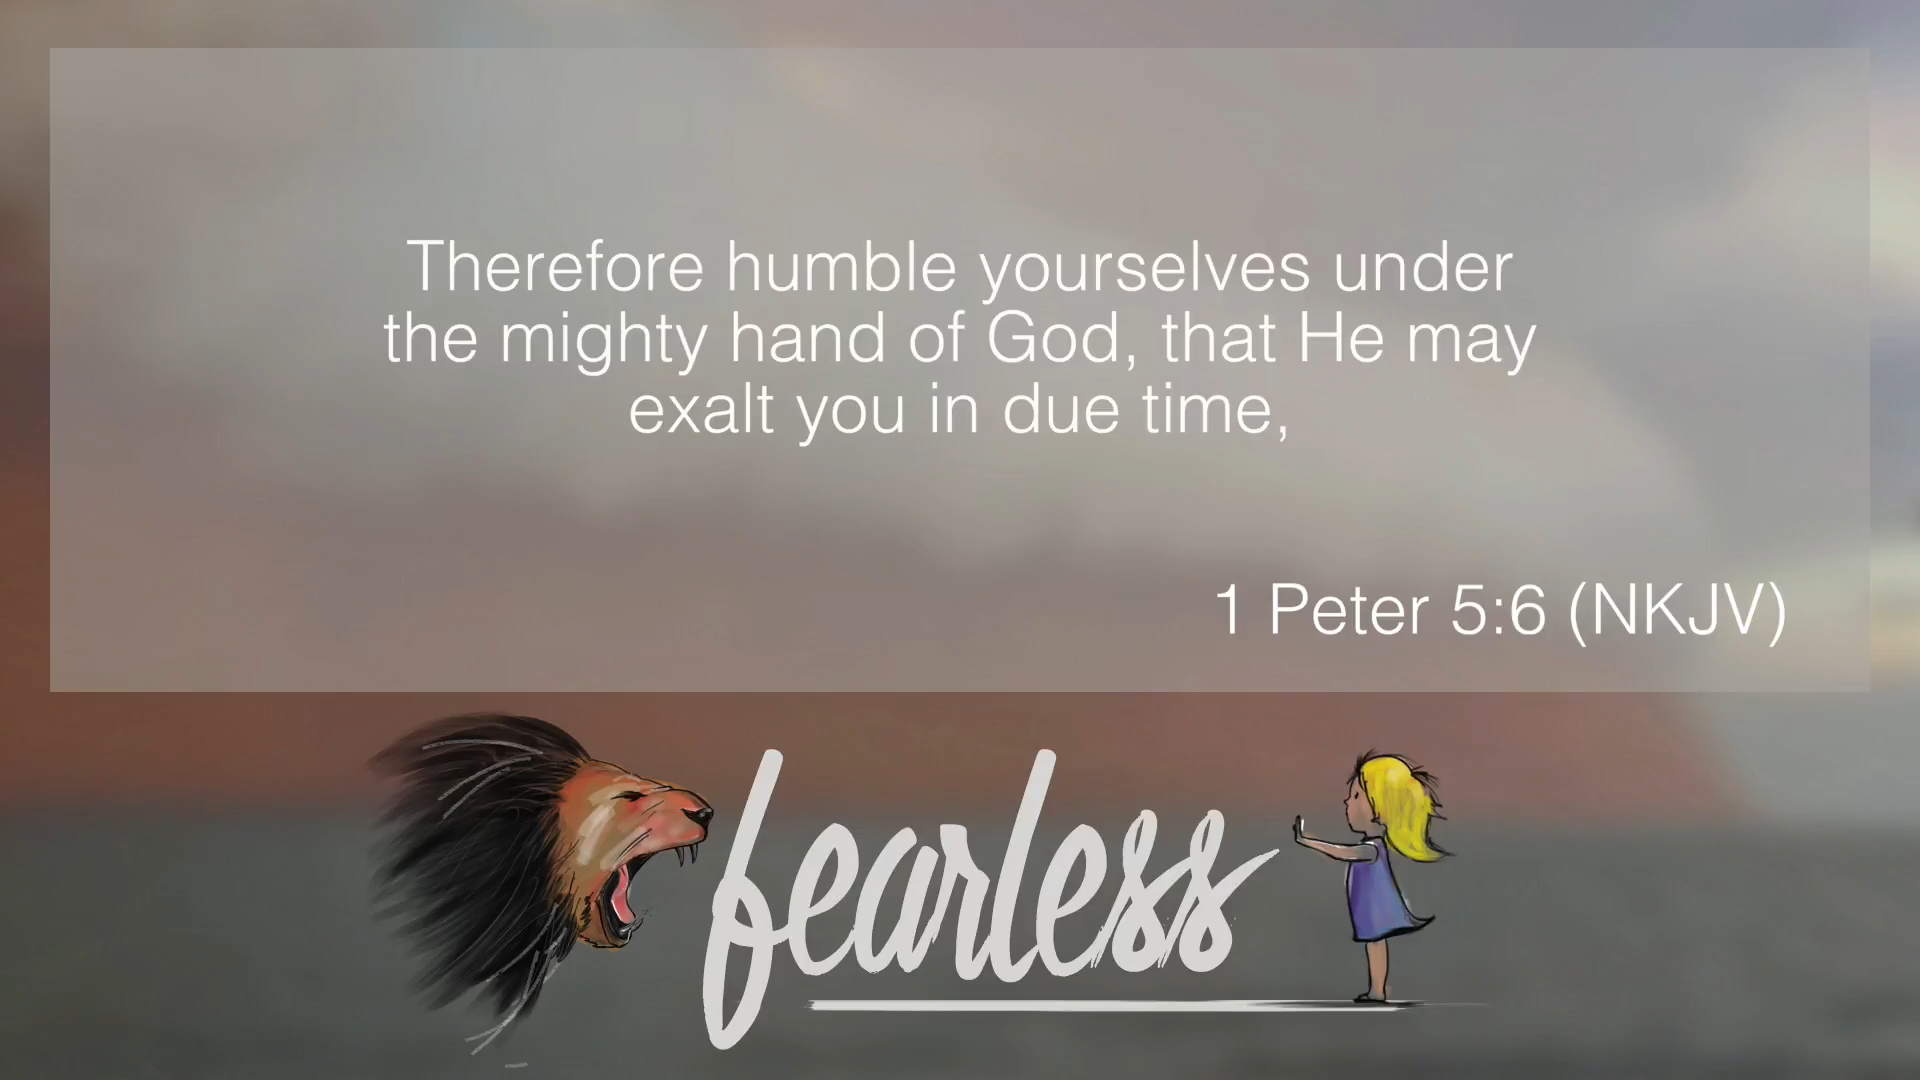 Therefore humble yourselves under
the mighty hand of God, that He may
exalt you in due time,
1 Peter 5:6 (NKJV)
fearless